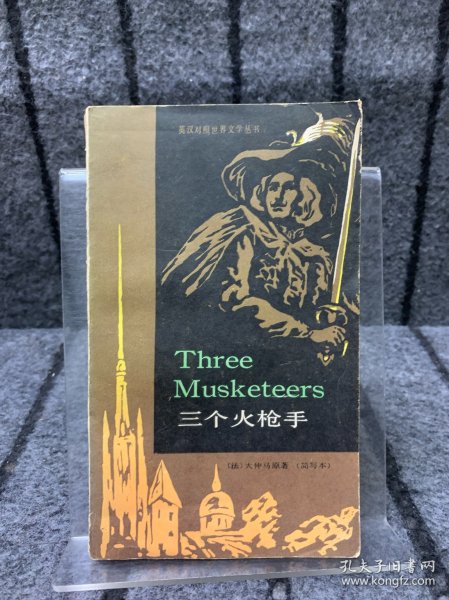 英汉对照世界文学丛书
Three
Musketeers
三个火枪手
〔法〕大仲马原著 (简写本)
孔夫子旧书网
www.kongfz.com